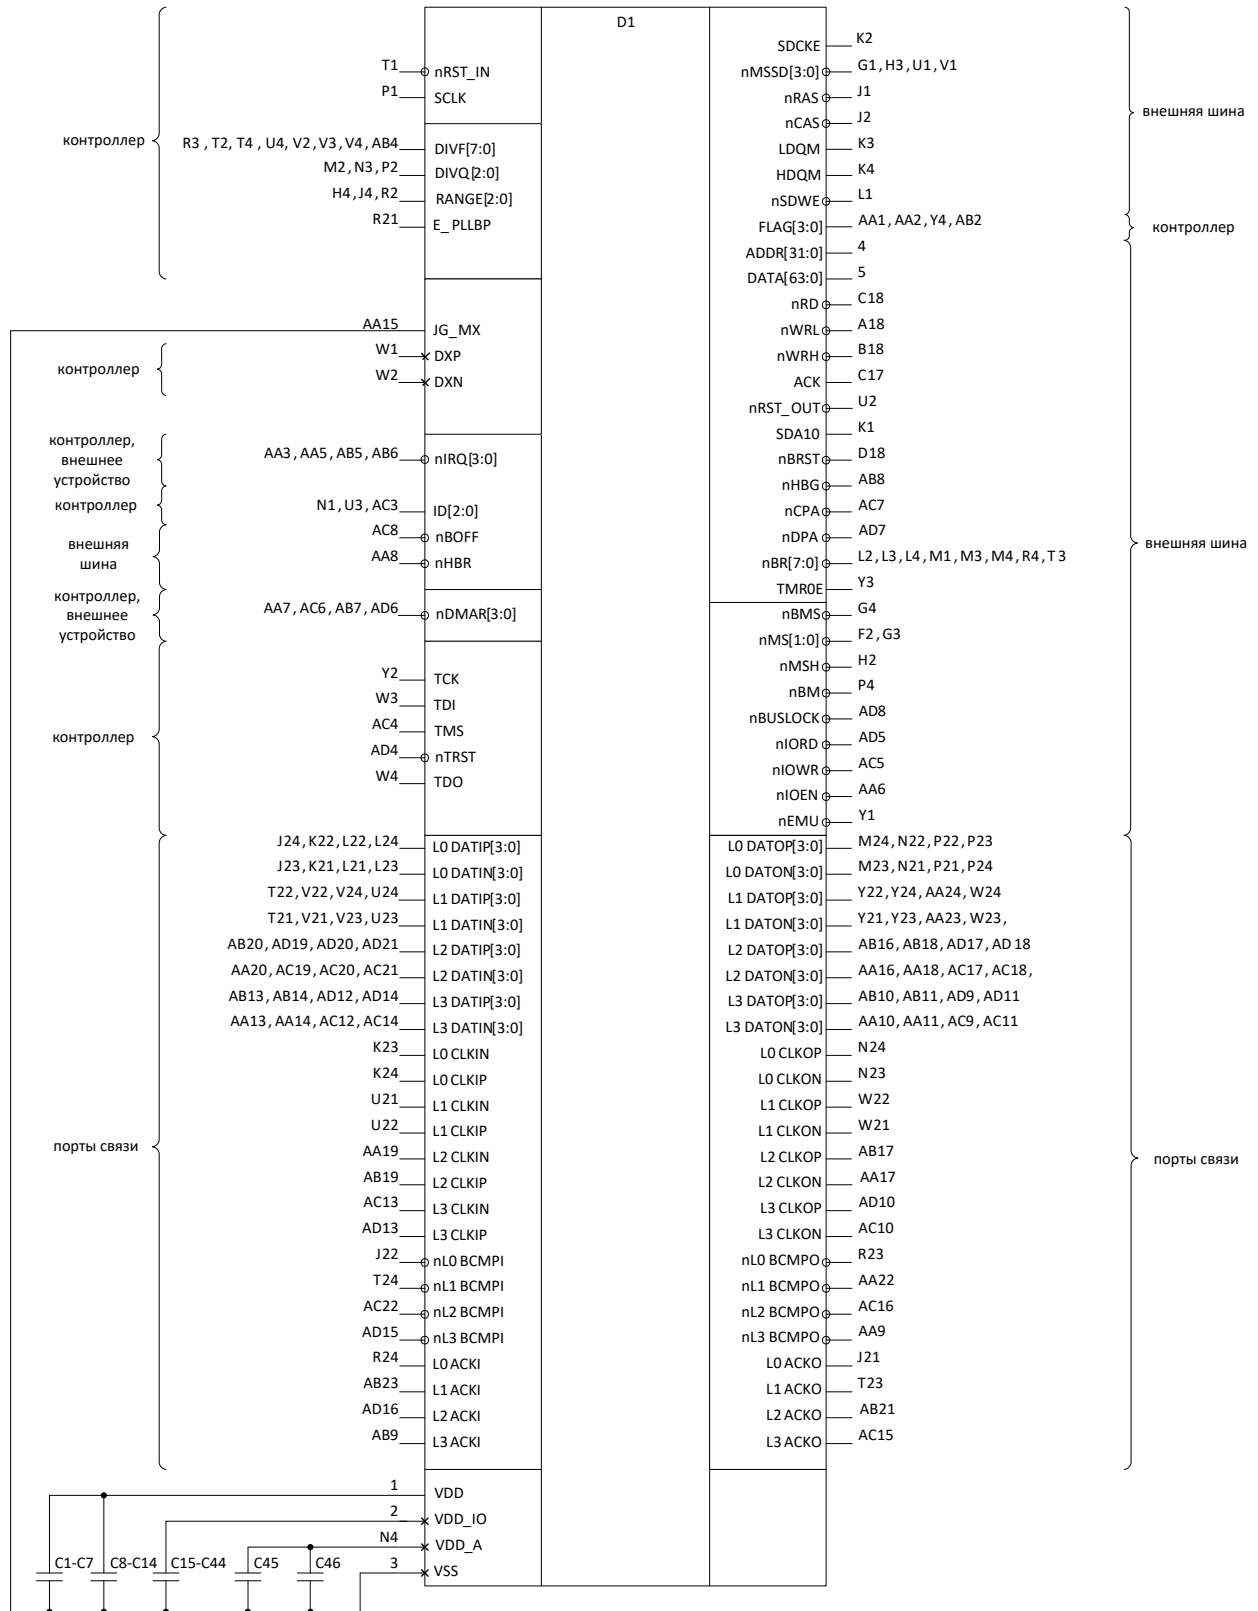 D1
SDCKE K2
T1 nRST_IN nMSSD[3:0] G1, H3, U1, V1
P1 SCLK nRAS J1
внешняя шина
nCAS J2
контроллер
R3 , T2, T4 , U4, V2, V3, V4, AB4 DIVF[7:0] LDQM K3
M2, N3, P2 DIVQ[2:0] HDQM K4
H4, J4, R2 RANGE[2:0] nSDWE L1
R21 E_ PLLBP FLAG[3:0] AA1, AA2, Y4, AB2
контроллер
ADDR[31:0] 4
DATA[63:0] 5
nRD C18
AA15 JG_MX nWRL A18
W1 DXP nWRH B18
контроллер
W2 DXN ACK C17
nRST_OUT U2
SDA10 K1
контроллер,
внешнее
устройство
AA3, AA5, AB5, AB6 nIRQ[3:0] nBRST D18
nHBG AB8
контроллер
N1, U3, AC3 ID[2:0] nCPA AC7
AC8 nBOFF nDPA AD7
внешняя
шина
внешняя шина
AA8 nHBR nBR[7:0] L2, L3, L4, M1, M3, M4, R4, T 3
TMR0E Y3
контроллер,
внешнее
устройство
AA7, AC6, AB7, AD6 nDMAR[3:0] nBMS G4
nMS[1:0] F2, G3
nMSH H2
Y2 TCK nBM P4
W3 TDI nBUSLOCK AD8
AC4 TMS nIORD AD5
контроллер
AD4 nTRST nIOWR AC5
W4 TDO nIOEN AA6
nEMU Y1
J24, K22, L22, L24 L0 DATIP[3:0] L0 DATOP[3:0] M24, N22, P22, P23
J23, K21, L21, L23 L0 DATIN[3:0] L0 DATON[3:0] M23, N21, P21, P24
T22, V22, V24, U24 L1 DATIP[3:0] L1 DATOP[3:0] Y22, Y24, AA24, W24
T21, V21, V23, U23 L1 DATIN[3:0] L1 DATON[3:0] Y21, Y23, AA23, W23,
AB20, AD19, AD20, AD21 L2 DATIP[3:0] L2 DATOP[3:0] AB16, AB18, AD17, AD 18
AA20, AC19, AC20, AC21 L2 DATIN[3:0] L2 DATON[3:0] AA16, AA18, AC17, AC18,
AB13, AB14, AD12, AD14 L3 DATIP[3:0] L3 DATOP[3:0] AB10, AB11, AD9, AD11
AA13, AA14, AC12, AC14 L3 DATIN[3:0] L3 DATON[3:0] AA10, AA11, AC9, AC11
K23 L0 CLKIN L0 CLKOP N24
K24 L0 CLKIP L0 CLKON N23
U21 L1 CLKIN L1 CLKOP W22
U22 L1 CLKIP L1 CLKON W21
порты связи
порты связи
AA19 L2 CLKIN L2 CLKOP AB17
AB19 L2 CLKIP L2 CLKON AA17
AC13 L3 CLKIN L3 CLKOP AD10
AD13 L3 CLKIP L3 CLKON AC10
J22 nL0 BCMPI nL0 BCMPO R23
T24 nL1 BCMPI nL1 BCMPO AA22
AC22 nL2 BCMPI nL2 BCMPO AC16
AD15 nL3 BCMPI nL3 BCMPO AA9
R24 L0 ACKI L0 ACKO J21
AB23 L1 ACKI L1 ACKO T23
AD16 L2 ACKI L2 ACKO AB21
AB9 L3 ACKI L3 ACKO AC15
1 VDD
2 VDD_IO
N4 VDD_A
C1-C7 C8-C14 C15-C44 C45 C46 3 VSS